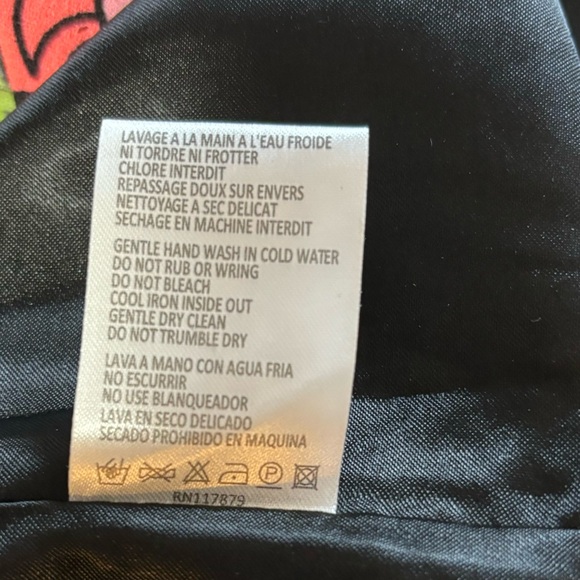 LAVAGE A LA MAIN A L'EAU FROIDE
NI TORDRE NI FROTTER
CHLORE INTERDIT
REPASSAGE DOUX SUR ENVERS
NETTOYAGE A SEC DELICAT
SECHAGE EN MACHINE INTERDIT
GENTLE HAND WASH IN COLD WATER
DO NOT RUB OR WRING
DO NOT BLEACH
COOL IRON INSIDE OUT
GENTLE DRY CLEAN
DO NOT TRUMBLE DRY
LAVA A MANO CON AGUA FRIA
NO ESCURRIR
NO USE BLANQUEADOR
LAVA EN SECO DELICADO
SECADO PROHIBIDO EN MAQUINA
P
RN117879